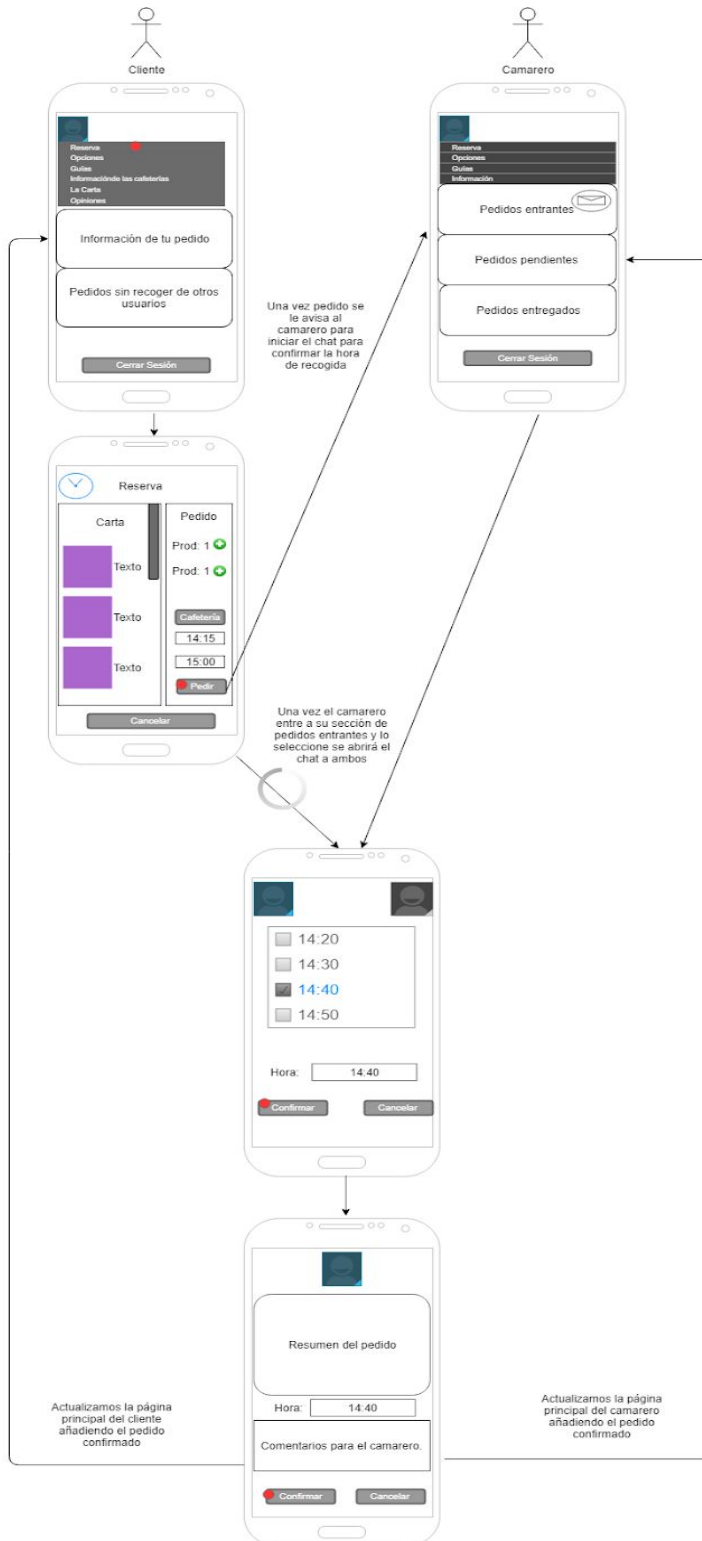 Cliente
Reserva
Opciones
Guías
Informaciónde las cafeterías
La Carta
Opiniones
Información de tu pedido
Pedidos sin recoger de otros
usuarios
Cerrar Sesión
Camarero
Reserva
Opciones
Guías
Información
Pedidos entrantes
Pedidos pendientes
Pedidos entregados
Cerrar Sesión
Una vez pedido se
le avisa al
camarero para
iniciar el chat para
confirmar la hora
de recogida
Reserva
Carta
Texto
Texto
Texto
Pedido
Prod: 1
Prod: 1
Cafetería
14:15
15:00
Pedir
Cancelar
Una vez el camarero
entre a su sección de
pedidos entrantes y lo
seleccione se abrirá el
chat a ambos
14:20
14:30
14:40
14:50
Hora: 14:40
Confirmar Cancelar
Resumen del pedido
Hora: 14:40
Comentarios para el camarero.
Confirmar Cancelar
Actualizamos la página
principal del cliente
añadiendo el pedido
confirmado
Actualizamos la página
principal del camarero
añadiendo el pedido
confirmado